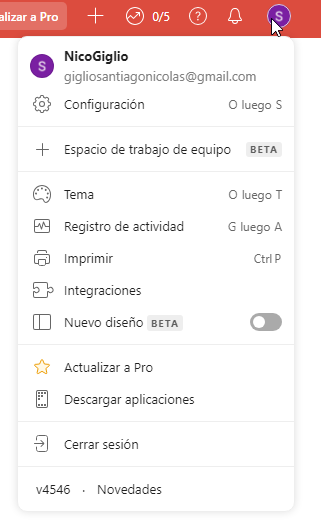 alizar a Pro
0/5
S
S
NicoGiglio
gigliosantiagonicolas@gmail.com
Configuración O luego S
Espacio de trabajo de equipo BETA
Tema O luego T
Registro de actividad G luego A
Imprimir Ctrl P
Integraciones
Nuevo diseño BETA
Actualizar a Pro
Descargar aplicaciones
Cerrar sesión
v4546 · Novedades